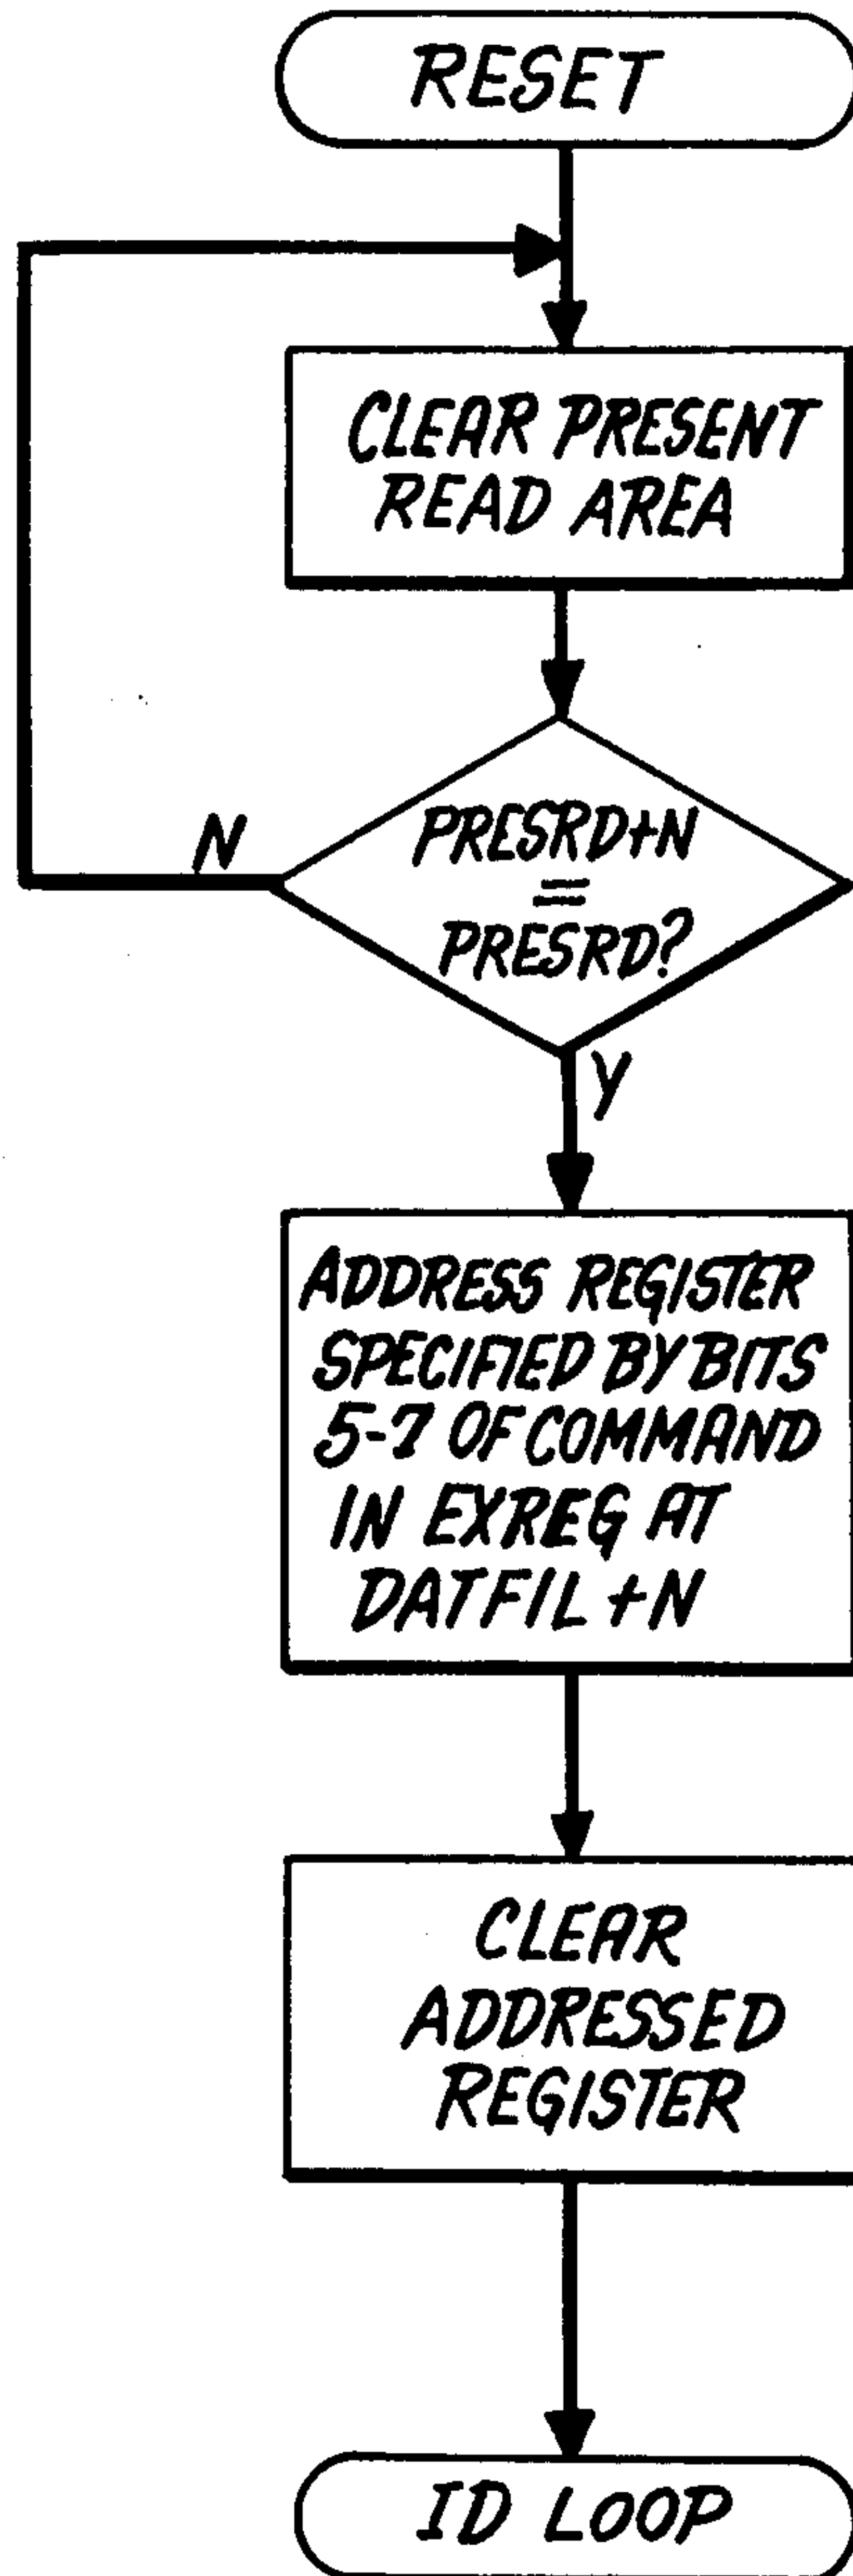 RESET
CLEAR PRESENT
READ AREA
N
PRESRD+N
=
PRESRD?
Y
ADDRESS REGISTER
SPECIFIED BY BITS
5-7 OF COMMAND
IN EXREG AT
DATFIL +N
CLEAR
ADDRESSED
REGISTER
ID LOOP